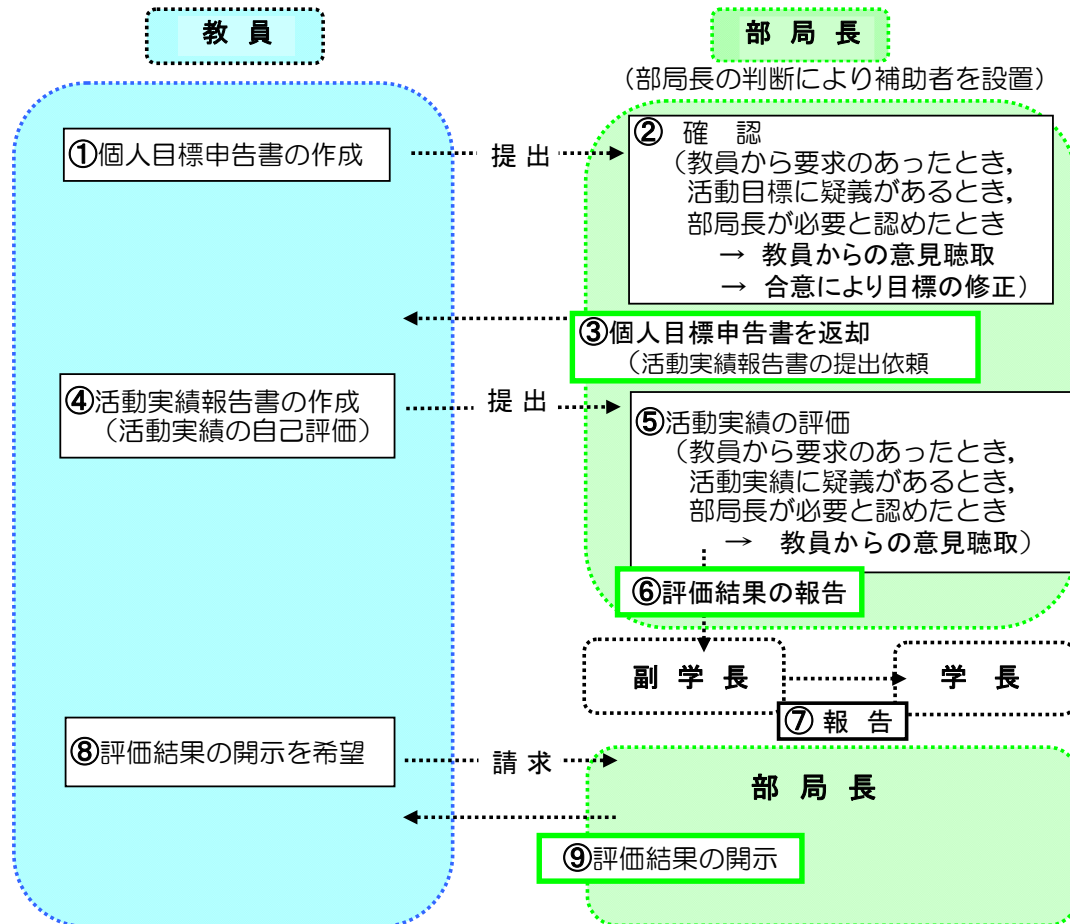 教 員
部 局 長
(部局長の判断により補助者を設置)
①個人目標申告書の作成
提 出
② 確　認
(教員から要求のあったとき,
活動目標に疑義があるとき,
部局長が必要と認めたとき
→ 教員からの意見聴取
→ 合意により目標の修正)
③個人目標申告書を返却
(活動実績報告書の提出依頼
④活動実績報告書の作成
(活動実績の自己評価)
提 出
⑤活動実績の評価
(教員から要求のあったとき,
活動実績に疑義があるとき,
部局長が必要と認めたとき
→ 教員からの意見聴取)
⑥評価結果の報告
副 学 長
学 長
⑦ 報 告
⑧評価結果の開示を希望
請 求
部 局 長
⑨評価結果の開示